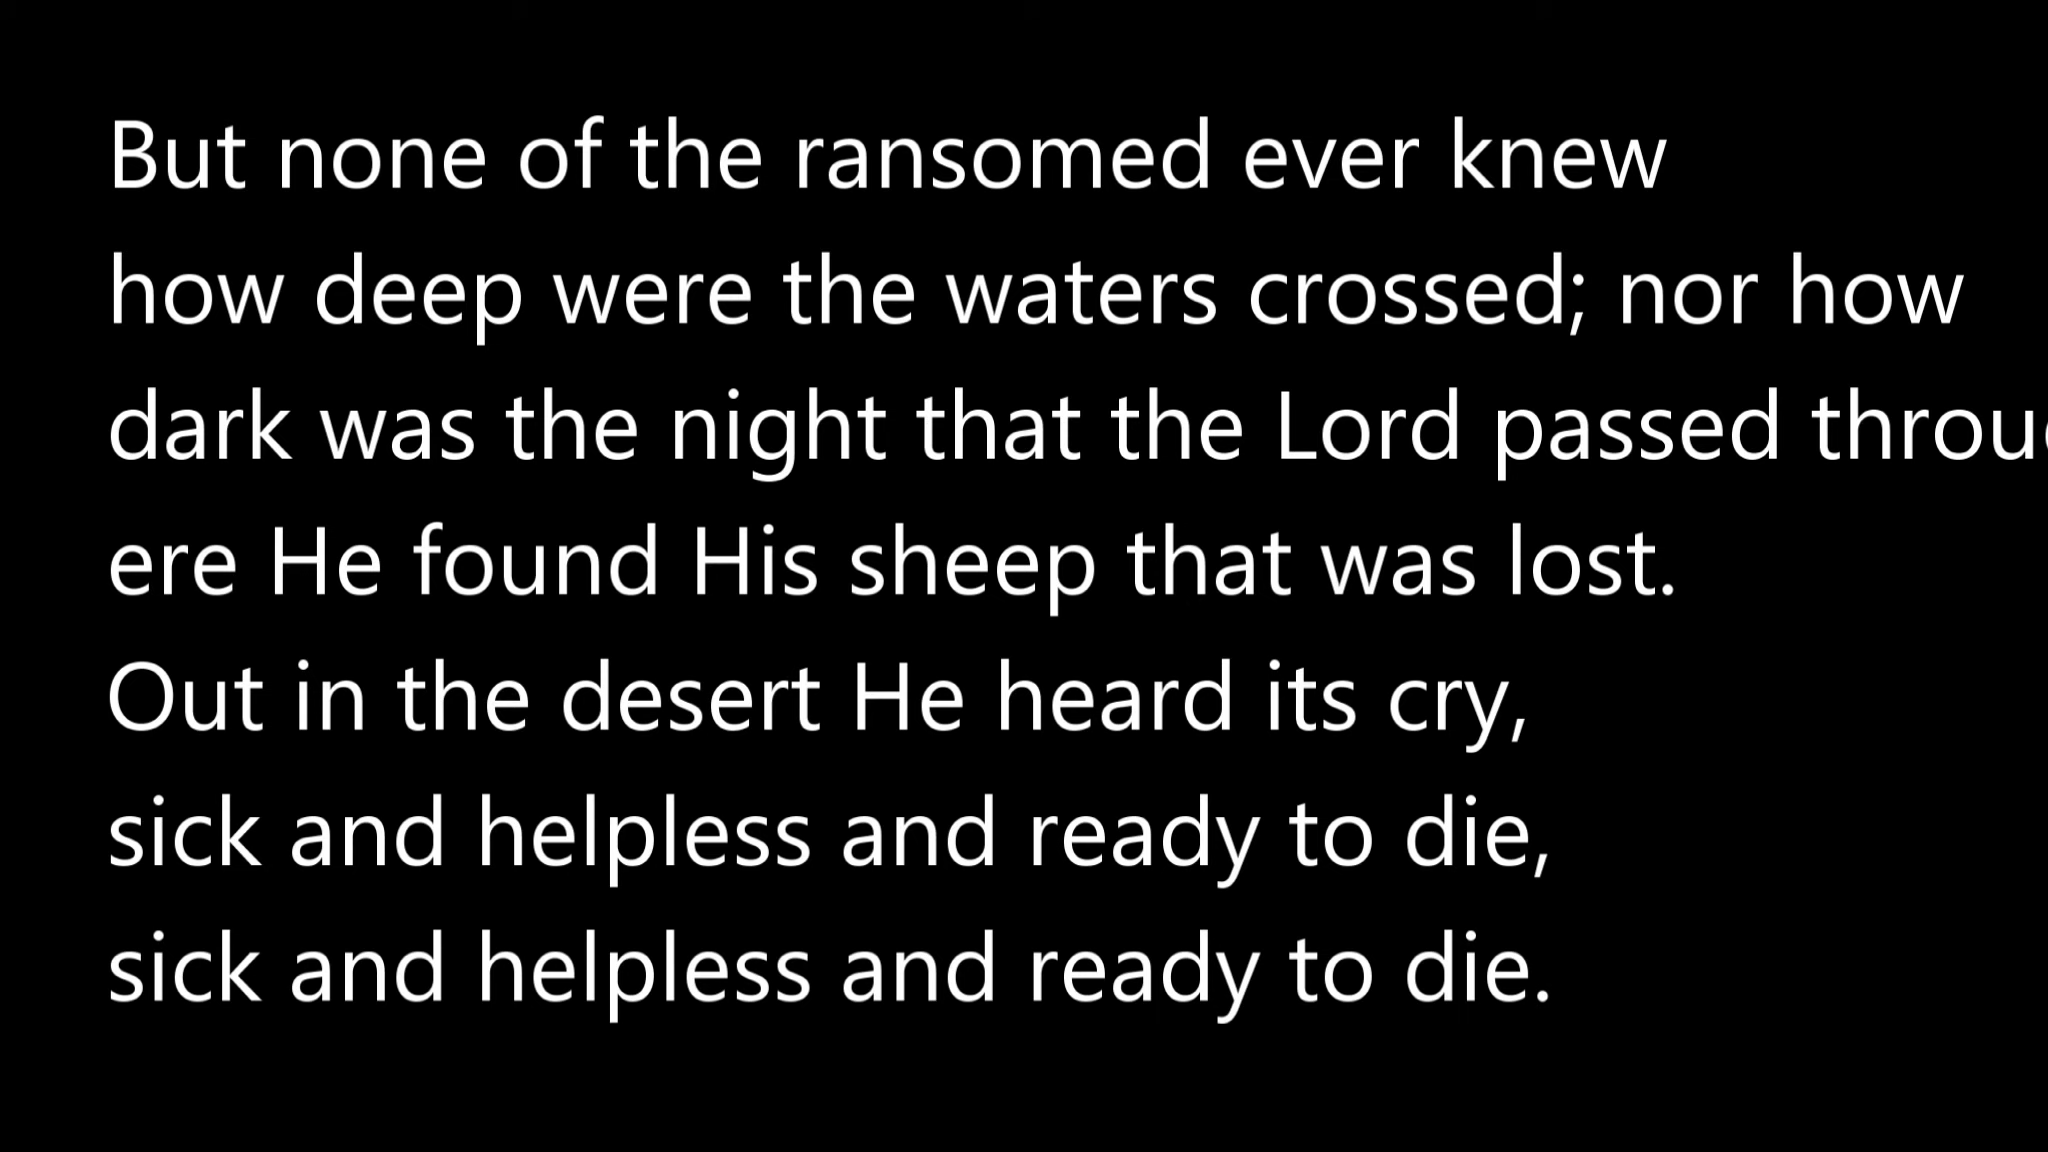 But none of the ransomed ever knew
how deep were the waters crossed; nor how
dark was the night that the Lord passed
ere He found His sheep that was lost.
Out in the desert He heard its cry,
sick and helpless and ready to die,
sick and helpless and ready to die.